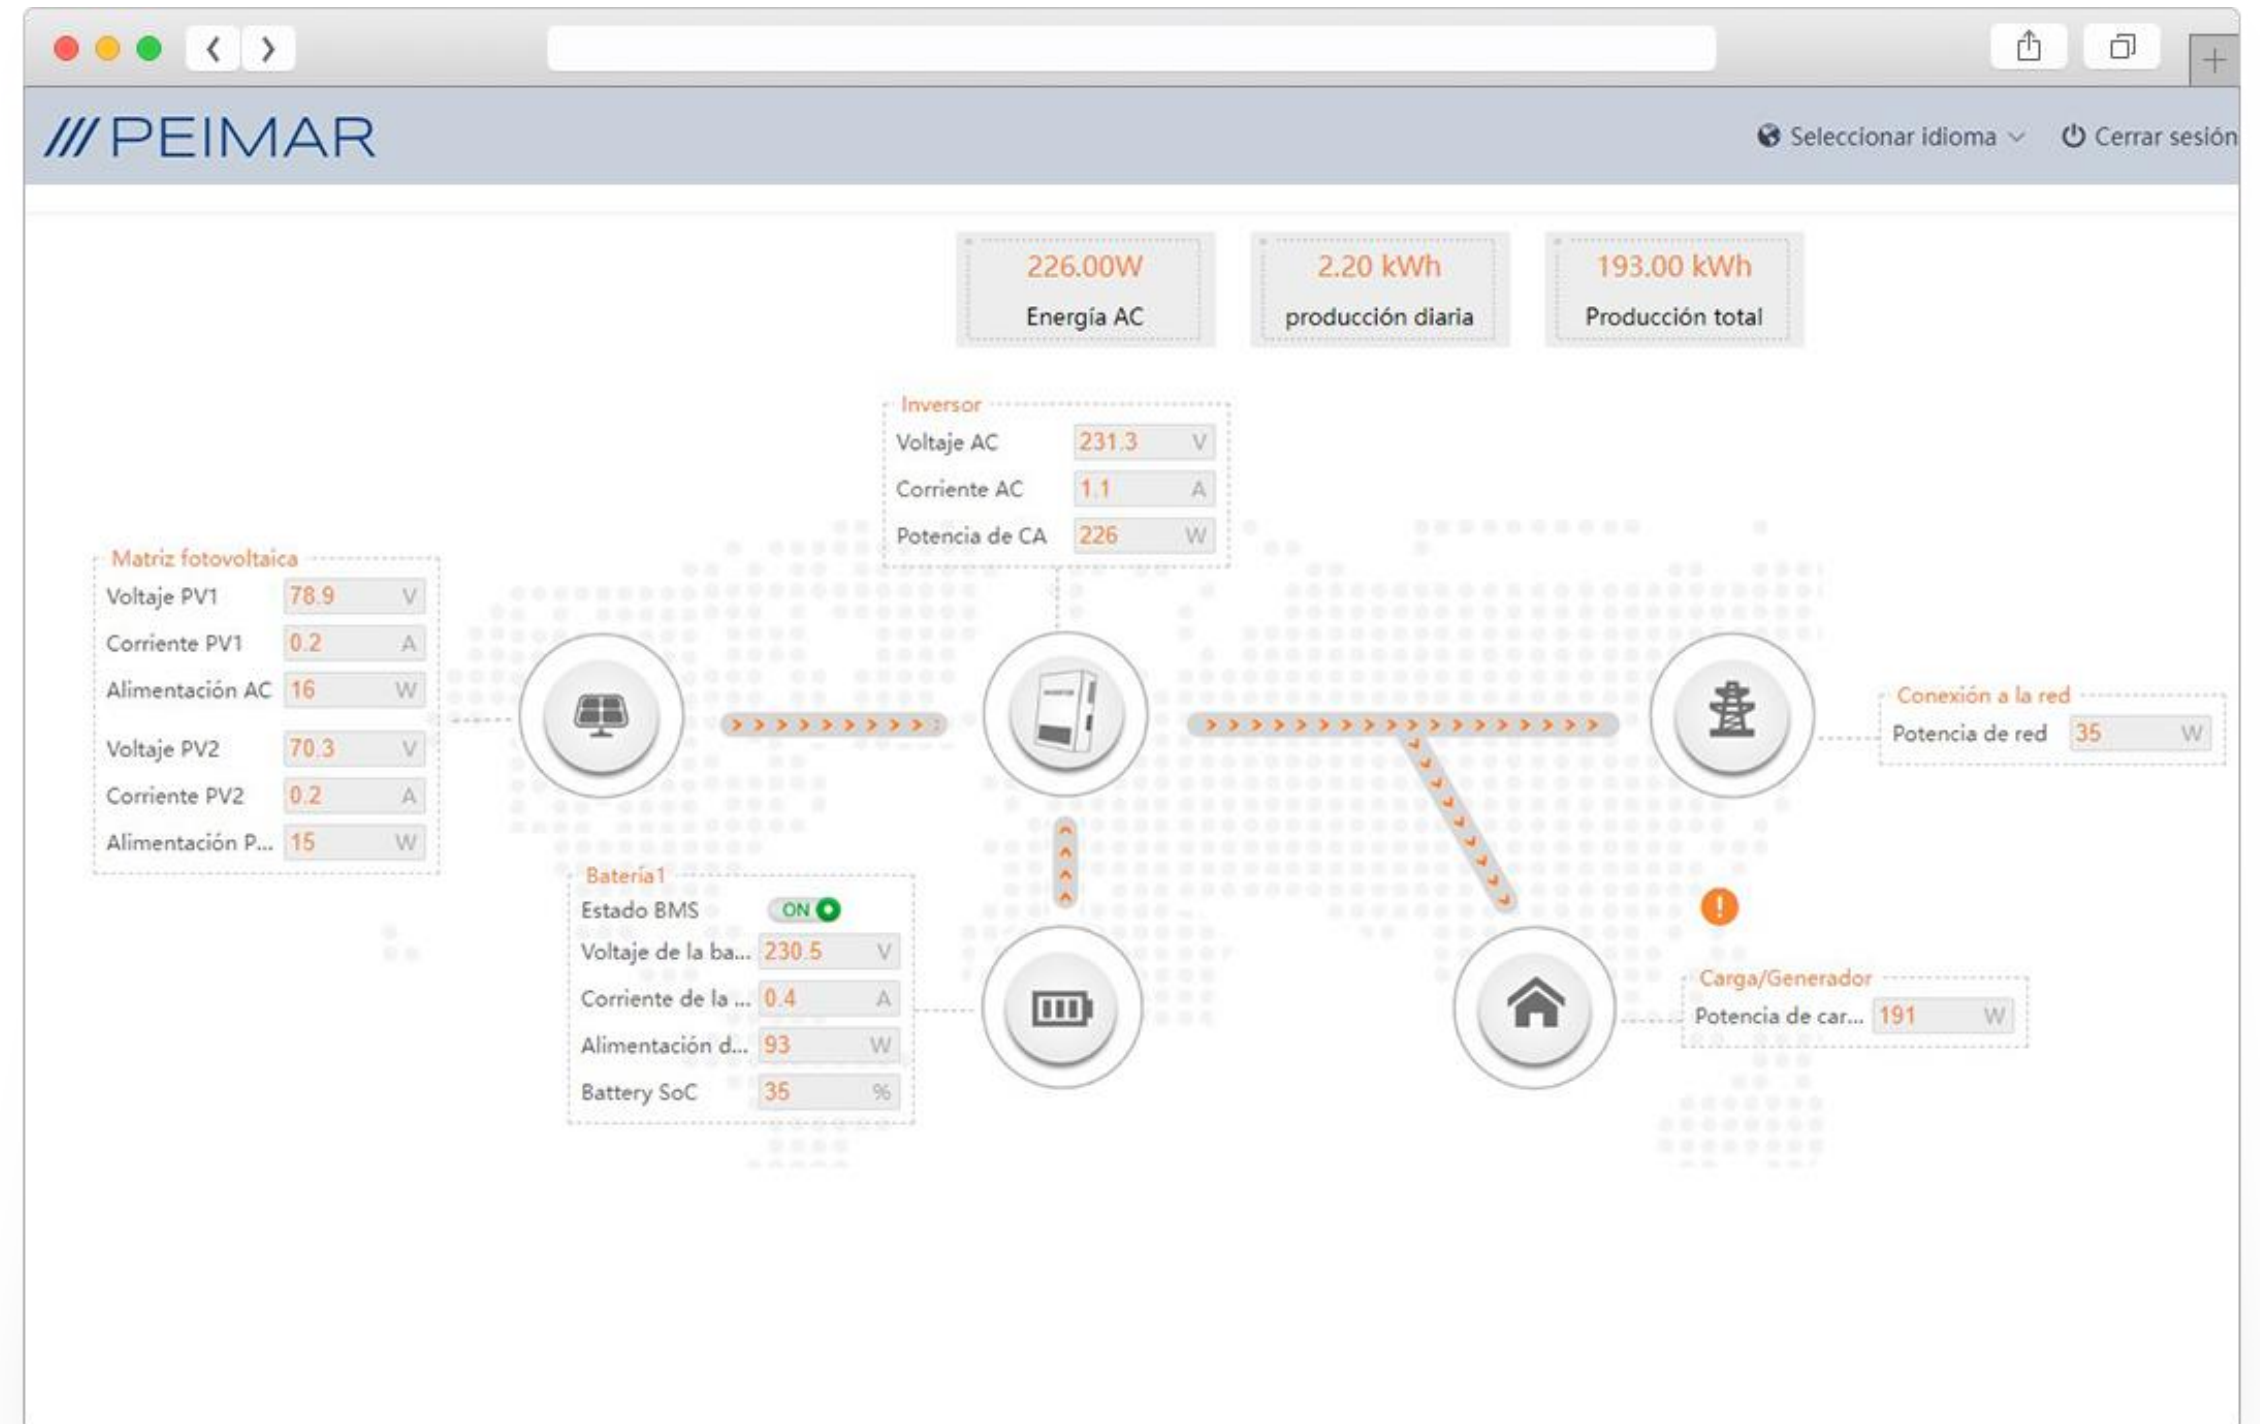 ///PEIMAR
Seleccionar idioma
Cerrar sesión
226.00W
Energía AC
2.20 kWh
producción diaria
193.00 kWh
Producción total
Inversor
Voltaje AC 231.3 V
Corriente AC 1.1 A
Potencia de CA 226 W
Matriz fotovoltaica
Voltaje PV1 78.9 V
Corriente PV1 0.2 A
Alimentación AC 16 W
Voltaje PV2 70.3 V
Corriente PV2 0.2 A
Alimentación P... 15 W
Conexión a la red
Potencia de red 35 W
Batería1
Estado BMS ON
Voltaje de la ba... 230.5 V
Corriente de la ... 0.4 A
Alimentación d... 93 W
Battery SoC 35 %
Carga/Generador
Potencia de car... 191 W